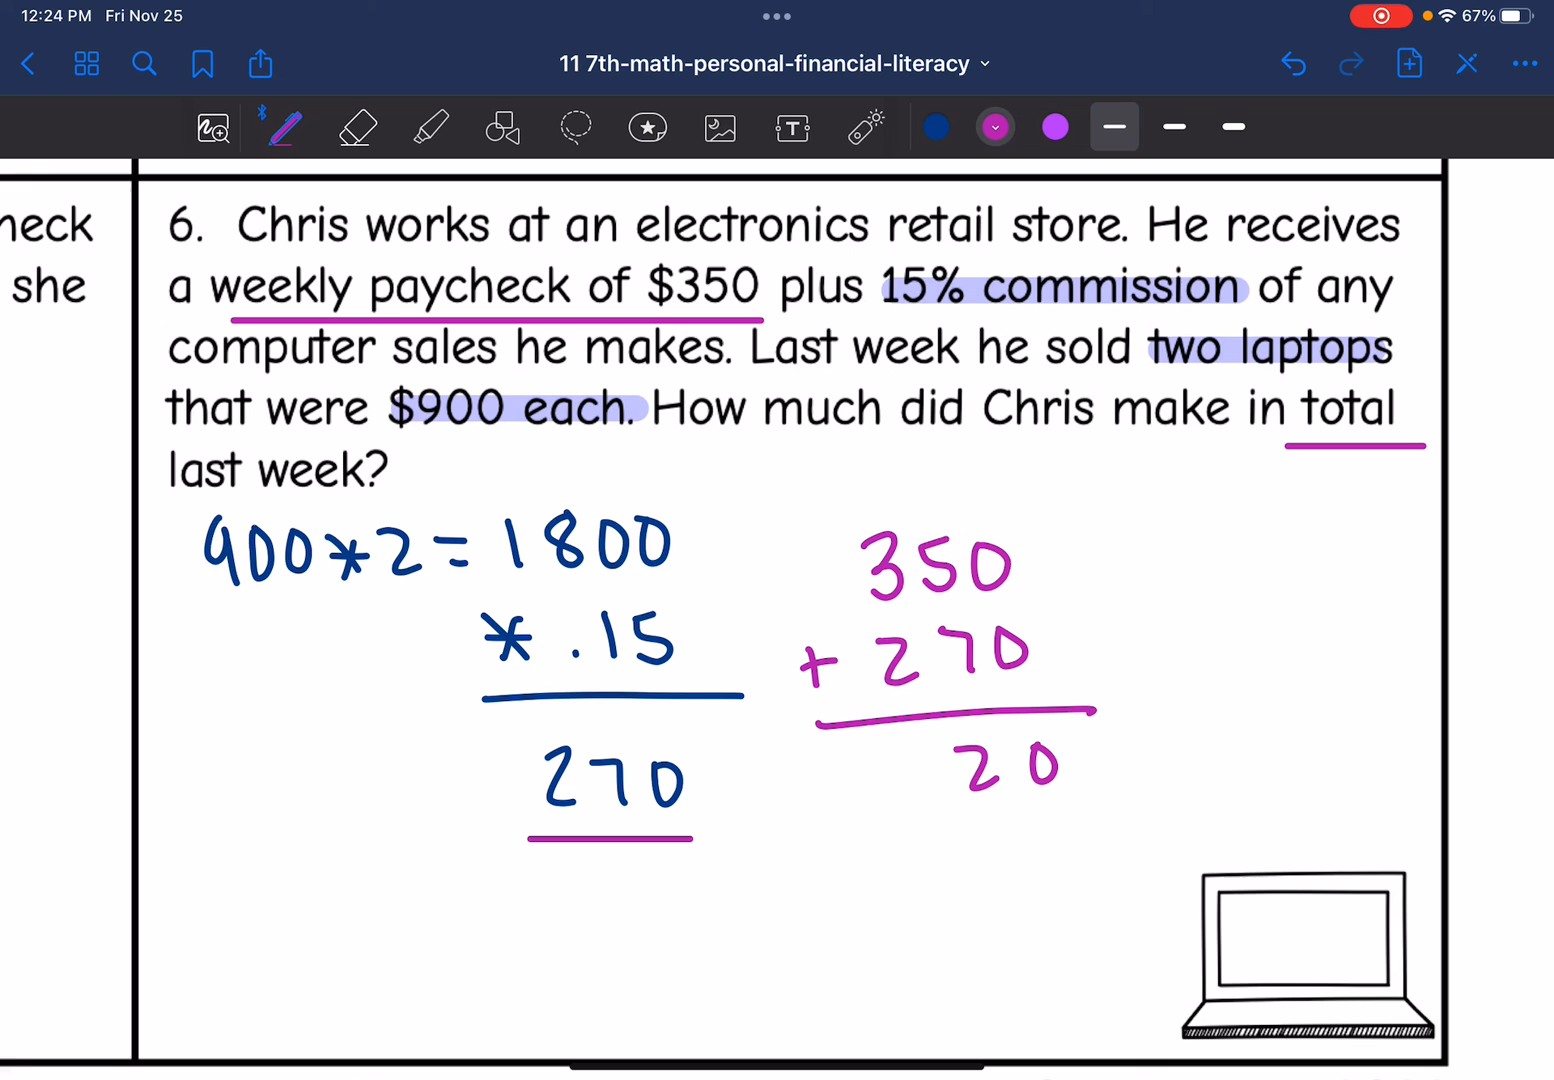 12:24 PM Fri Nov 25
67%
11 7th-math-personal-financial-literacy
T
heck
she
6. Chris works at an electronics retail store. He receives
a weekly paycheck of $350 plus 15% commission of any
computer sales he makes. Last week he sold two laptops
that were $900 each. How much did Chris make in total
last week?
900*2=1800
* .15
270
350
+ 270
20